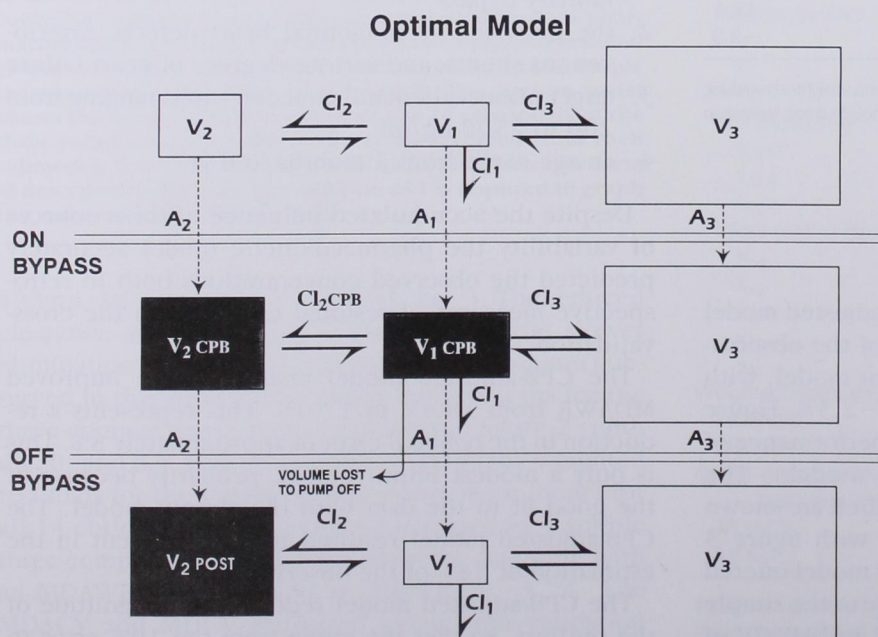 Optimal Model
Cl2
Cl3
V2
V1
V3
Cl1
A2
A1
A3
ON
BYPASS
Cl2CPB
Cl3
V2 CPB
V1 CPB
V3
Cl1
A2
A1
A3
OFF
BYPASS
VOLUME LOST
TO PUMP OFF
Cl2
Cl3
V2 POST
V1
V3
Cl1